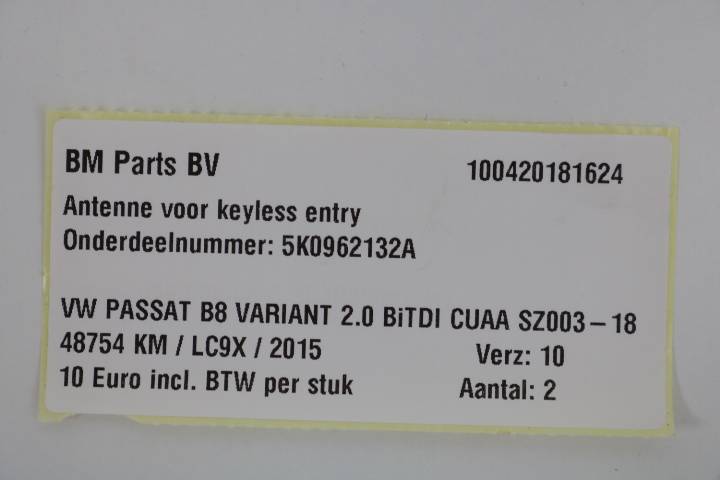 BM Parts BV 100420181624
Antenne voor keyless entry
Onderdeelnummer: 5K0962132A
VW PASSAT B8 VARIANT 2.0 BiTDI CUAA SZ003-18
48754 KM / LC9X / 2015 Verz: 10
10 Euro incl. BTW per stuk Aantal: 2